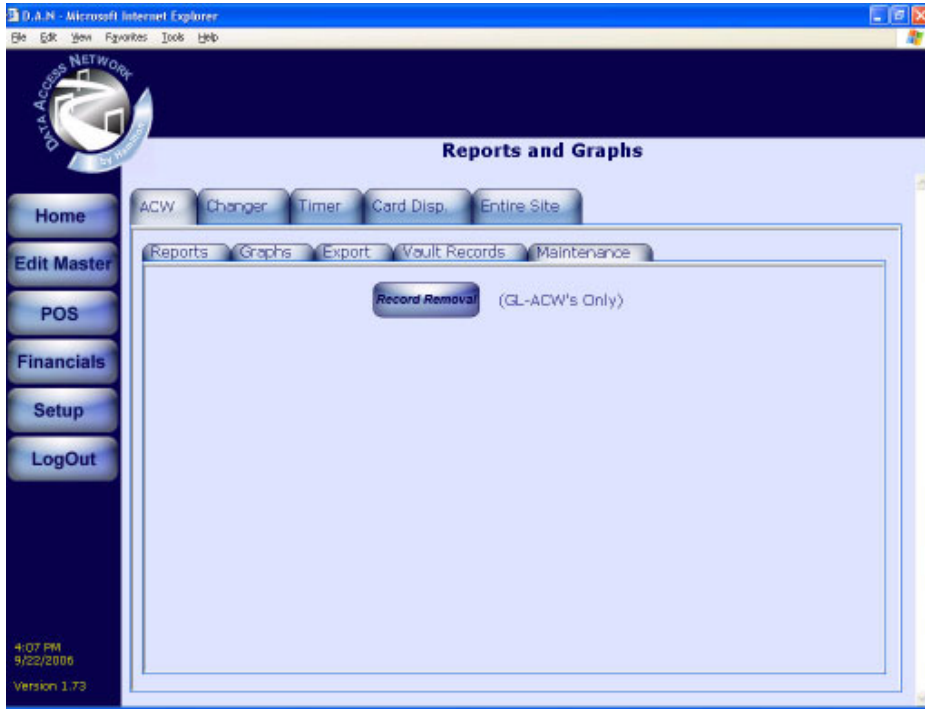 D.A.N - Microsoft Internet Explorer
File Edit View Favorites Tools Help
DATA ACCESS NETWORK
by Hamilton
Reports and Graphs
Home
Edit Master
POS
Financials
Setup
LogOut
ACW Changer Timer Card Disp. Entire Site
Reports Graphs Export Vault Records Maintenance
Record Removal (GL-ACW's Only)
4:07 PM
9/22/2006
Version 1.73